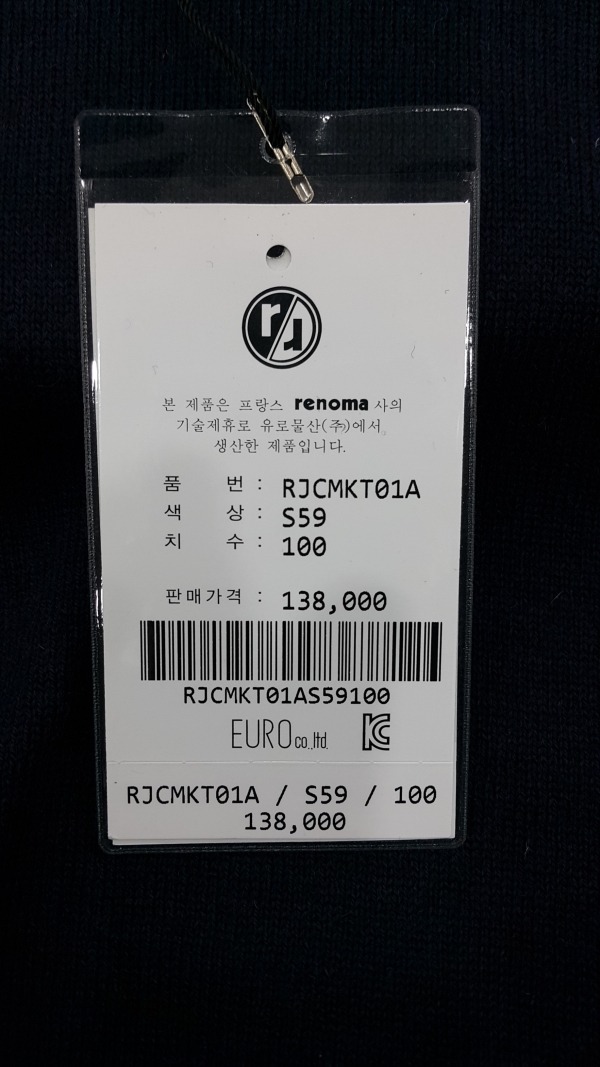 rr
본 제품은 프랑스 renoma 사의
기술제휴로 유로물산(주)에서
생산한 제품입니다.
품 번 : RJCMKT01A
색 상 : S59
치 수 : 100
판매가격 : 138,000
RJCMKT01AS59100
EURO co.,ltd.
RJCMKT01A / S59 / 100
138,000